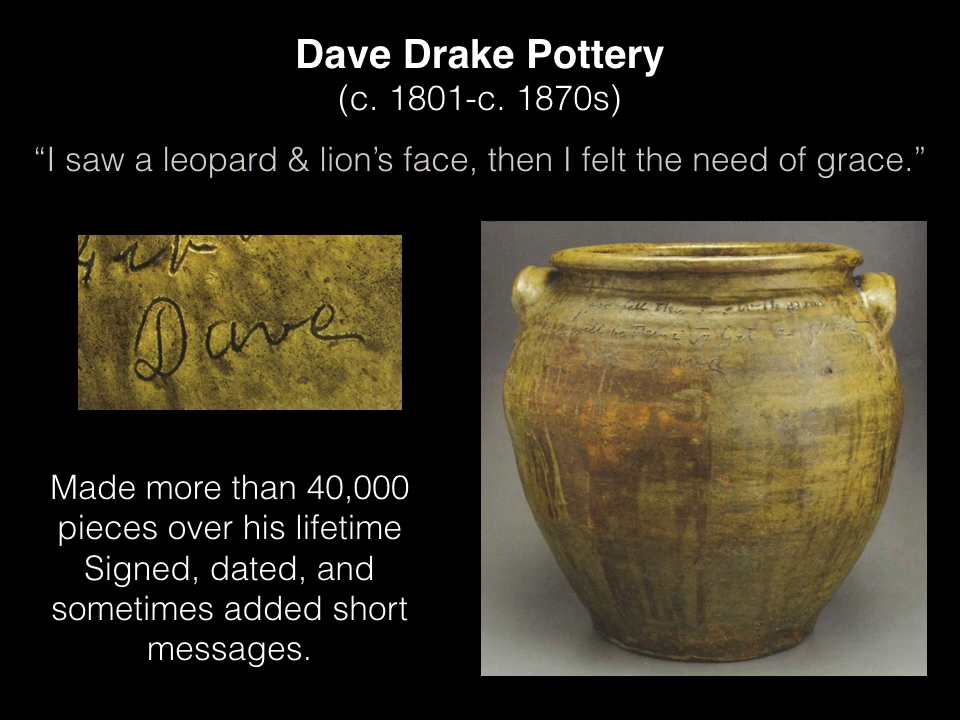 Dave Drake Pottery
(c. 1801-c. 1870s)
“I saw a leopard & lion’s face, then I felt the need of grace.”
Dave
Made more than 40,000
pieces over his lifetime
Signed, dated, and
sometimes added short
messages.
Dave